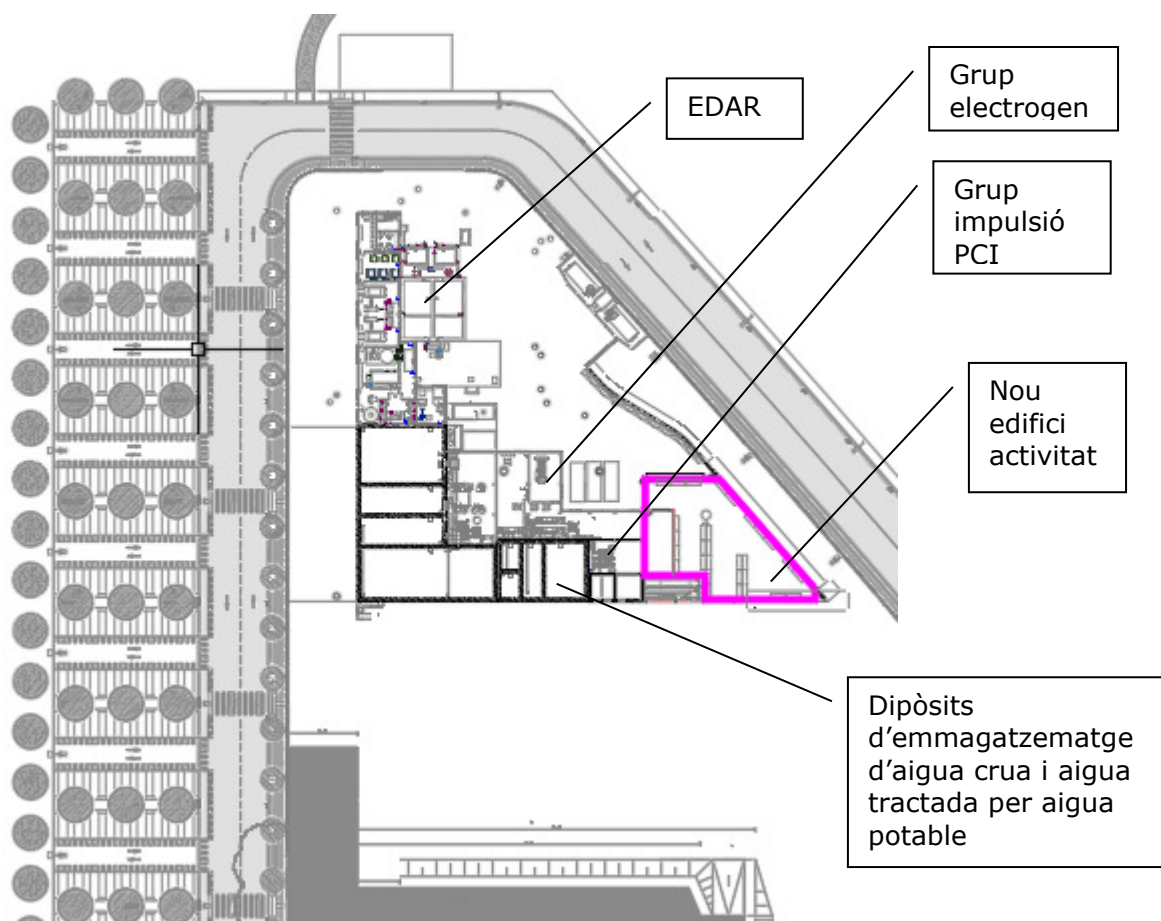 EDAR
Grup
electrogen
Grup
impulsió
PCI
Nou
edifici
activitat
Dipòsits
d'emmagatzematge
d'aigua crua i aigua
tractada per aigua
potable